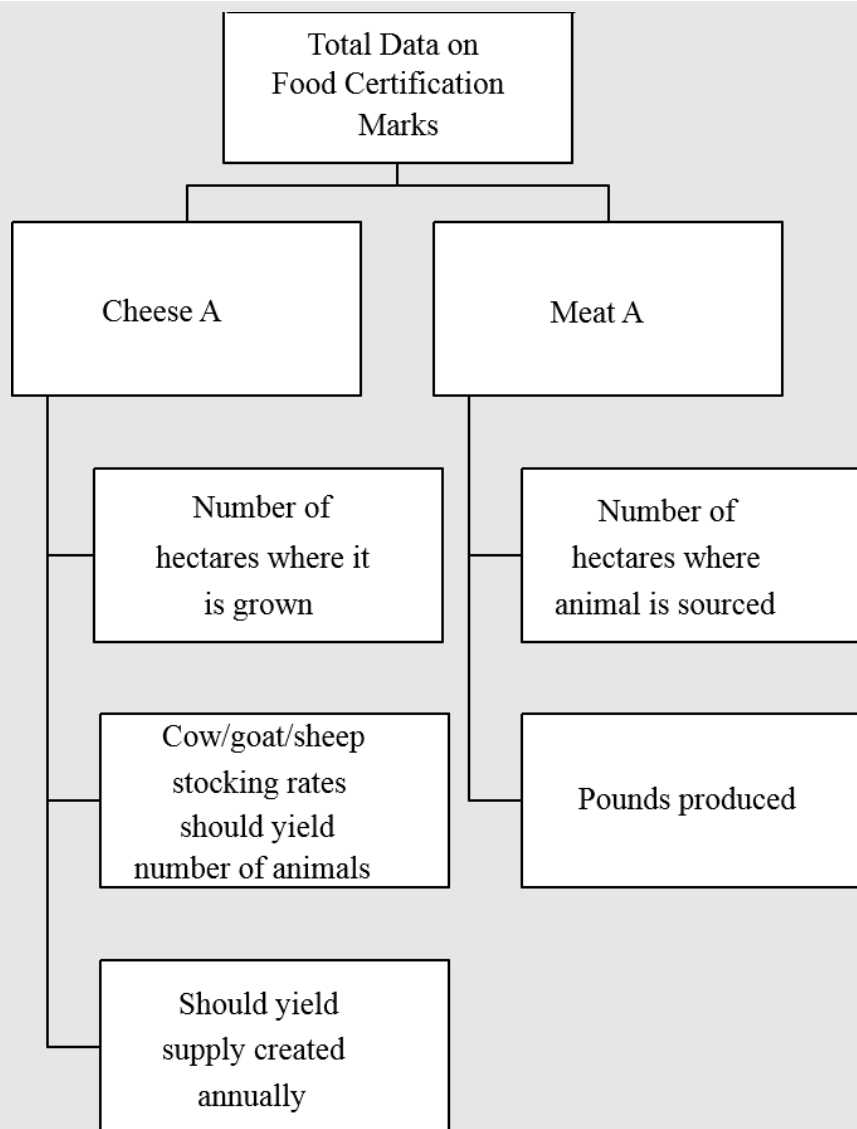 Total Data on
Food Certification
Marks
Cheese A
Meat A
Number of
hectares where it
is grown
Number of
hectares where
animal is sourced
Cow/goat/sheep
stocking rates
should yield
number of animals
Pounds produced
Should yield
supply created
annually